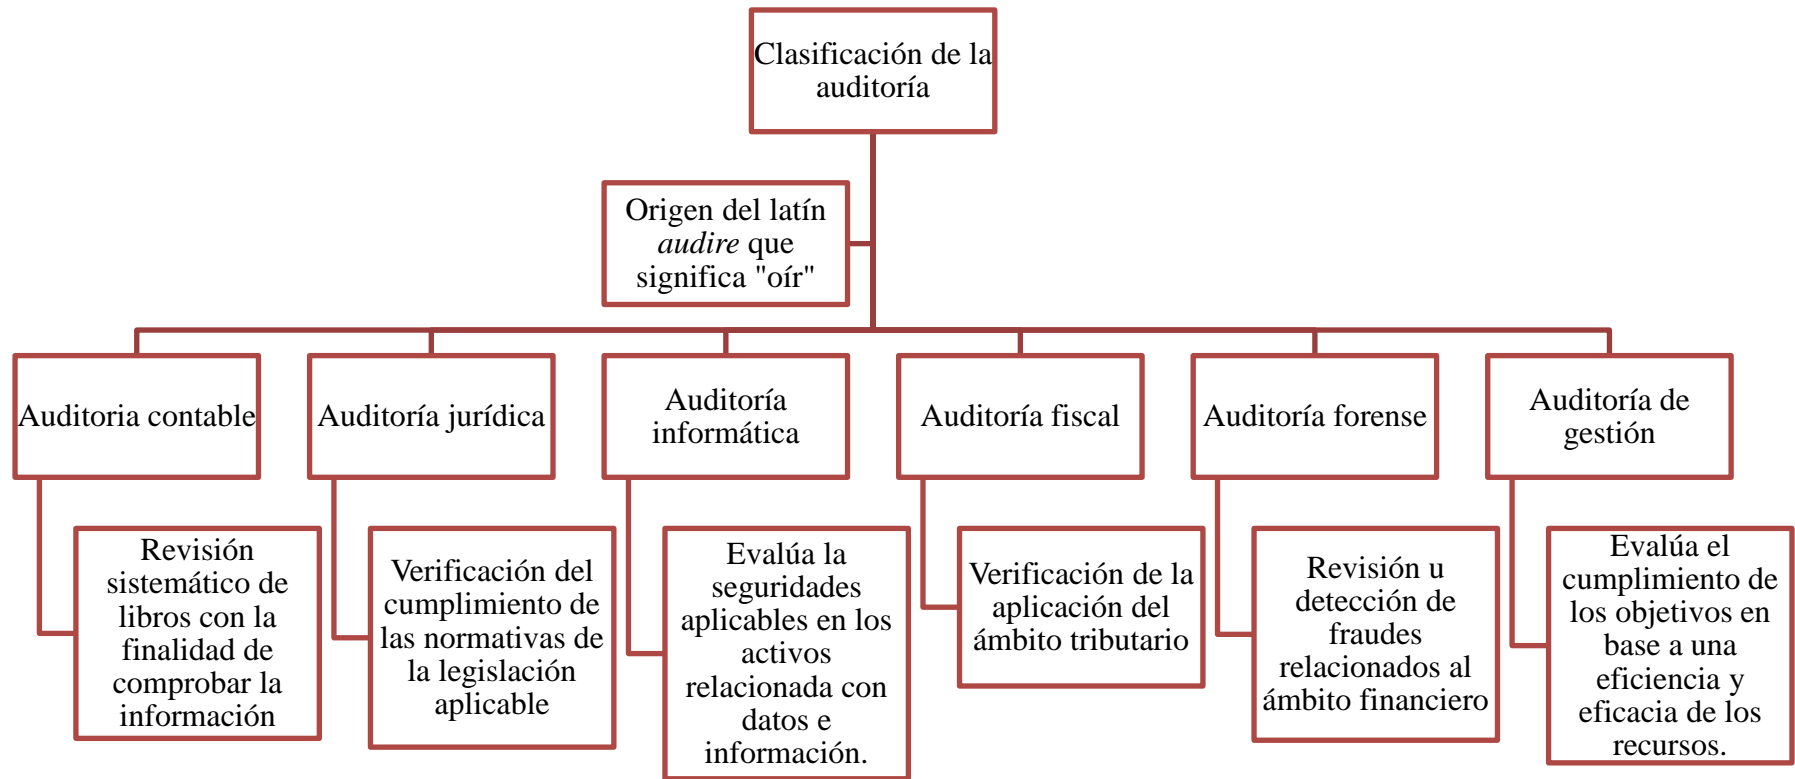 Clasificación de la
auditoría
Origen del latín
audire que
significa "oír"
Auditoria contable
Revisión
sistemático de
libros con la
finalidad de
comprobar la
información
Auditoría jurídica
Verificación del
cumplimiento de
las normativas de
la legislación
aplicable
Auditoría
informática
Evalúa la
seguridades
aplicables en los
activos
relacionada con
datos e
información.
Auditoría fiscal
Verificación de la
aplicación del
ámbito tributario
Auditoría forense
Revisión u
detección de
fraudes
relacionados al
ámbito financiero
Auditoría de
gestión
Evalúa el
cumplimiento de
los objetivos en
base a una
eficiencia y
eficacia de los
recursos.